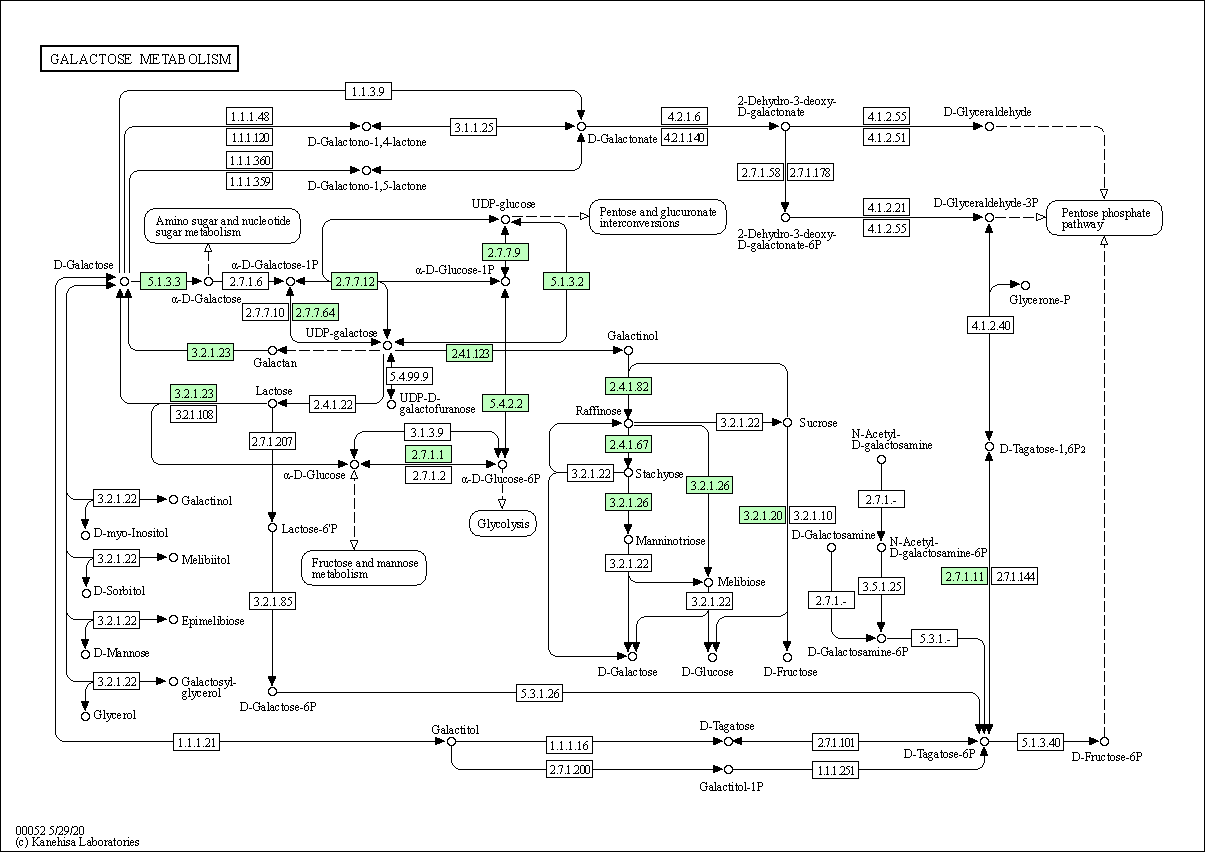 GALACTOSE METABOLISM
1.1.3.9
1.1.1.48
1.1.1.120
D-Galactono-1,4-lactone
3.1.1.25
D-Galactonate
4.2.1.6
4.2.1.140
2-Dehydro-3-deoxy-
D-galactonate
4.1.2.55
4.1.2.51
D-Glyceraldehyde
1.1.1.360
1.1.1.359
D-Galactono-1,5-lactone
2.7.1.58
2.7.1.178
Amino sugar and nucleotide
sugar metabolism
UDP-glucose
Pentose and glucuronate
interconversions
2-Dehydro-3-deoxy-
D-galactonate-6P
4.1.2.21
4.1.2.55
D-Glyceraldehyde-3P
Pentose phosphate
pathway
D-Galactose
5.1.3.3
α-D-Galactose
2.7.1.6
α-D-Galactose-1P
2.7.7.12
α-D-Glucose-1P
2.7.7.9
5.1.3.2
Glycerone-P
4.1.2.40
2.7.7.10
2.7.7.64
UDP-galactose
3.2.1.23
Galactan
2.4.1.123
Galactinol
5.4.99.9
UDP-D-
galactofuranose
3.2.1.23
3.2.1.108
Lactose
2.4.1.22
5.4.2.2
2.4.1.82
Raffinose
3.2.1.22
Sucrose
2.7.1.207
3.1.3.9
2.7.1.1
2.7.1.2
α-D-Glucose
α-D-Glucose-6P
2.4.1.67
3.2.1.22
Stachyose
3.2.1.26
3.2.1.26
N-Acetyl-
D-galactosamine
D-Tagatose-1,6P2
2.7.1.-
3.2.1.22
Galactinol
D-myo-Inositol
Lactose-6'P
Glycolysis
Manninotriose
3.2.1.20
3.2.1.10
D-Galactosamine
N-Acetyl-
D-galactosamine-6P
3.2.1.22
Melibiitol
D-Sorbitol
Fructose and mannose
metabolism
3.2.1.22
Melibiose
3.2.1.22
2.7.1.-
3.5.1.25
2.7.1.11
2.7.1.144
3.2.1.85
3.2.1.22
Epimelibiose
D-Mannose
D-Galactosamine-6P
5.3.1.-
D-Galactose
D-Glucose
D-Fructose
3.2.1.22
Galactosyl-
glycerol
Glycerol
D-Galactose-6P
5.3.1.26
1.1.1.21
Galactitol
1.1.1.16
D-Tagatose
2.7.1.101
D-Tagatose-6P
5.1.3.40
D-Fructose-6P
2.7.1.200
Galactitol-1P
1.1.1.251
00052 5/29/20
(c) Kanehisa Laboratories